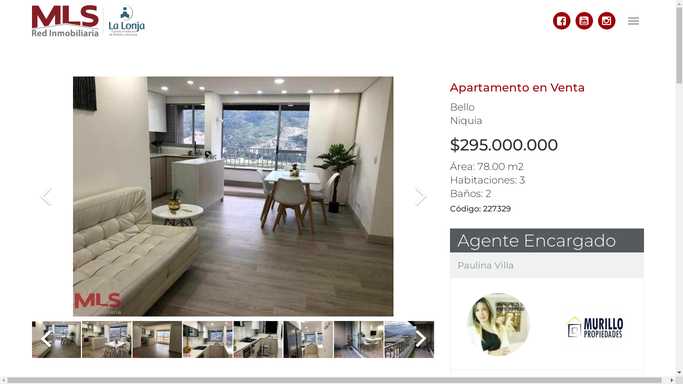 MLS
Red Inmobiliaria
La Lonja
Apartamento en Venta
Bello
Niquia
$295.000.000
Área: 78.00 m2
Habitaciones: 3
Baños: 2
Código: 227329
Agente Encargado
Paulina Villa
MLS
MURILLO
PROPIEDADES